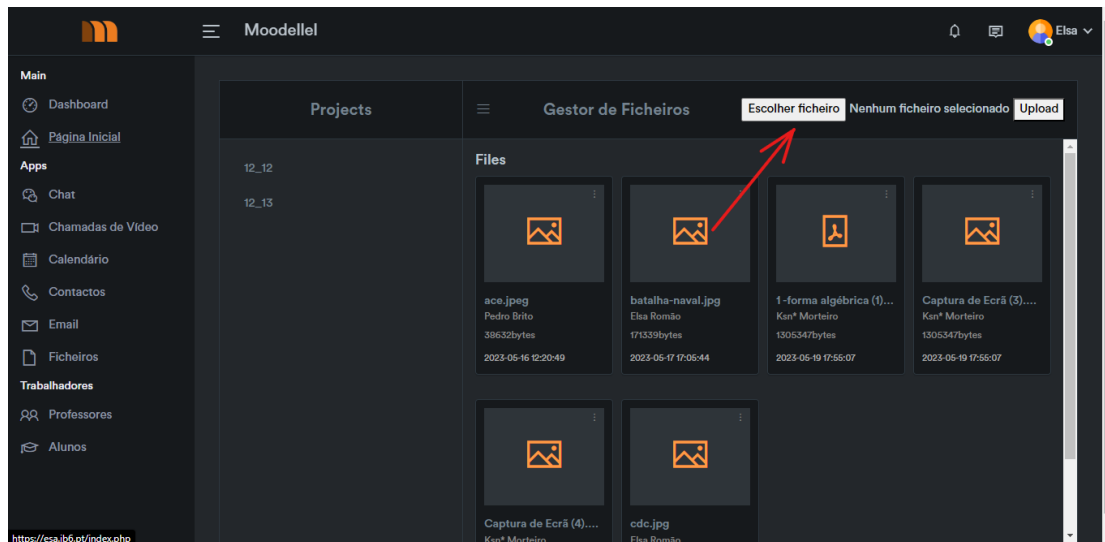 Moodellel
Elsa
Main
Dashboard
Página Inicial
Apps
Chat
Chamadas de Vídeo
Calendário
Contactos
Email
Ficheiros
Trabalhadores
Professores
Alunos
Projects
12_12
12_13
Gestor de Ficheiros
Escolher ficheiro Nenhum ficheiro selecionado Upload
Files
ace.jpeg
Pedro Brito
38632bytes
2023-05-16 12:20:49
batalha-naval.jpg
Elsa Romão
171339bytes
2023-05-17 17:05:44
1 -forma algébrica (1)...
Ksn* Morteiro
1305347bytes
2023-05-19 17:55:07
Captura de Ecrã (3)....
Ksn* Morteiro
1305347bytes
2023-05-19 17:55:07
Captura de Ecrã (4)....
Ksn* Morteiro
cdc.jpg
Elsa Romão
https://esa.jb6.pt/index.php